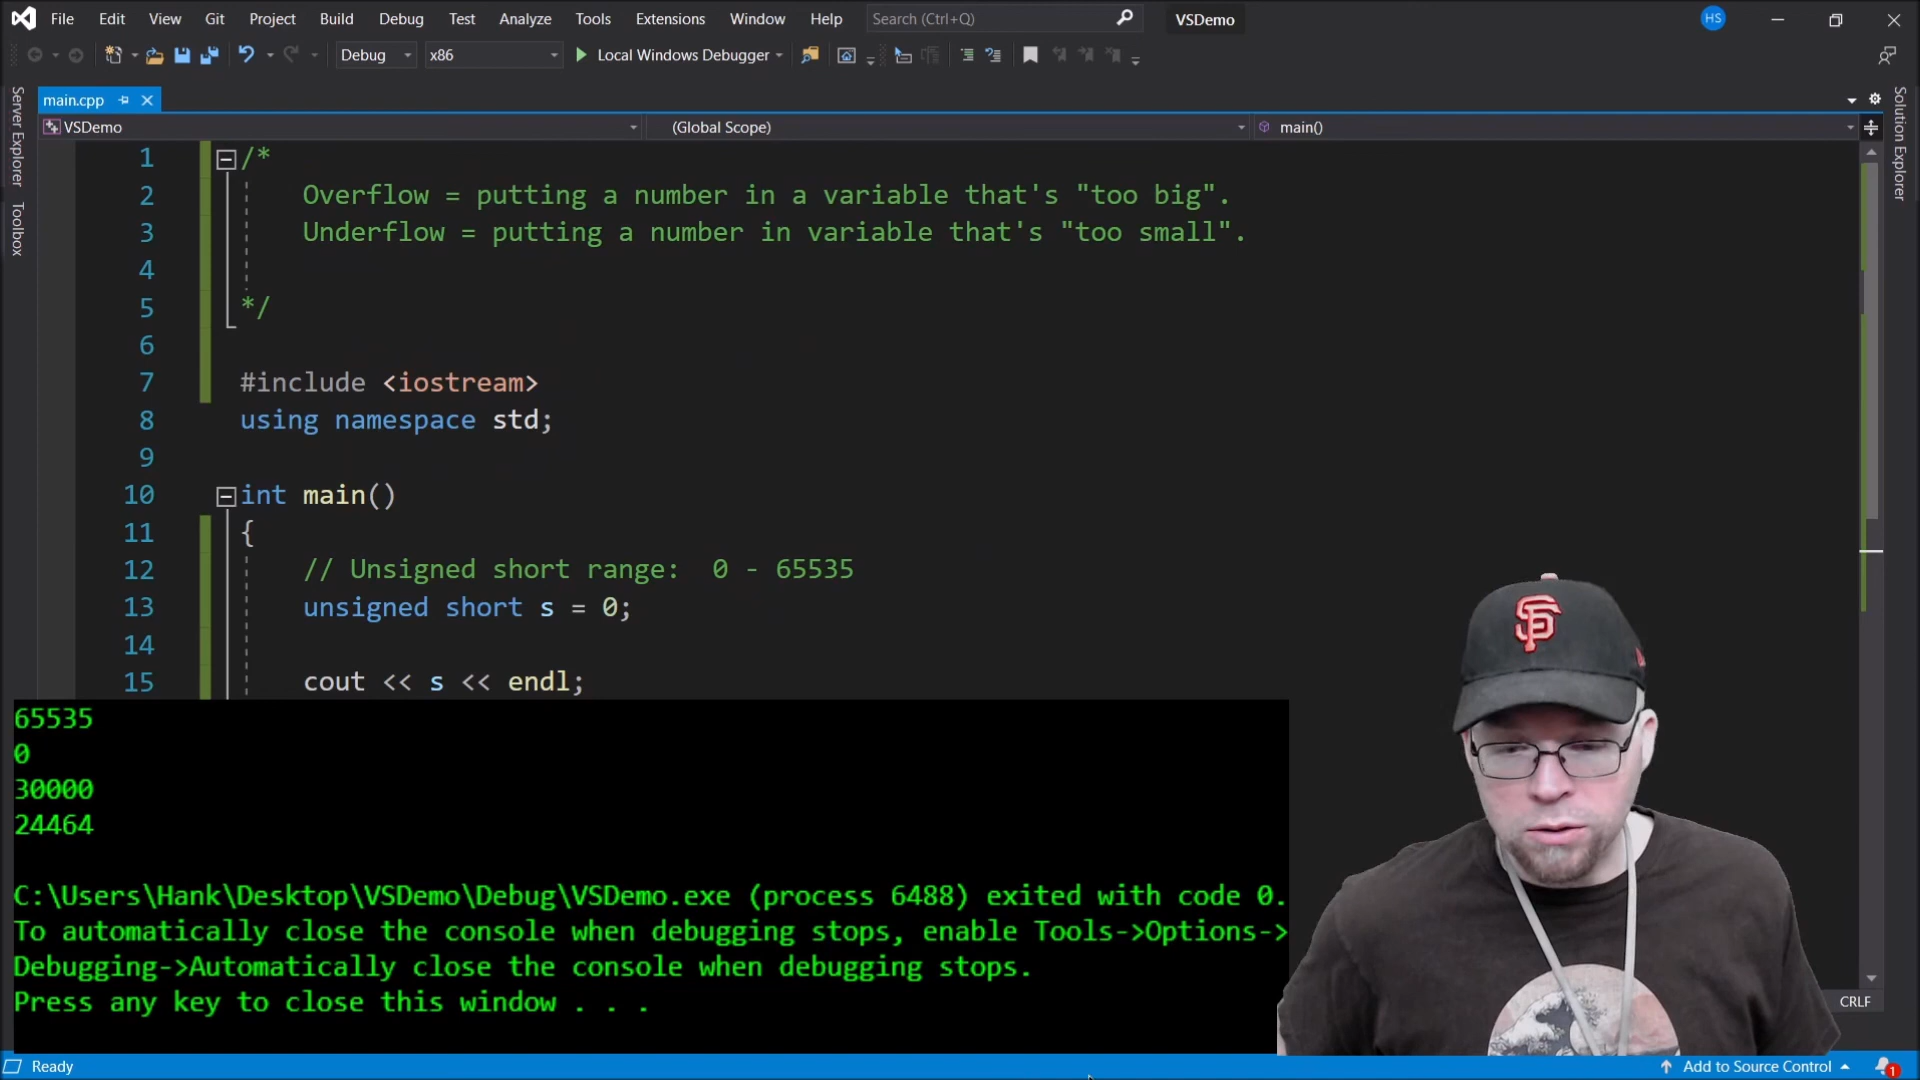 File Edit View Git Project Build Debug Test Analyze Tools Extensions Window Help Search (Ctrl+Q) VSDemo HS
Debug x86 Local Windows Debugger
main.cpp
VSDemo (Global Scope) main()
Server Explorer
Toolbox
Solution Explorer
1 /*
2 Overflow = putting a number in a variable that's "too big".
3 Underflow = putting a number in variable that's "too small".
4
5 */
6
7 #include <iostream>
8 using namespace std;
9
10 int main()
11 {
12 // Unsigned short range: 0 - 65535
13 unsigned short s = 0;
14
15 cout << s << endl;
65535
0
30000
24464
C:\Users\Hank\Desktop\VSDemo\Debug\VSDemo.exe (process 6488) exited with code 0.
To automatically close the console when debugging stops, enable Tools->Options->
Debugging->Automatically close the console when debugging stops.
Press any key to close this window . . .
SF
CRLF
Ready Add to Source Control 1